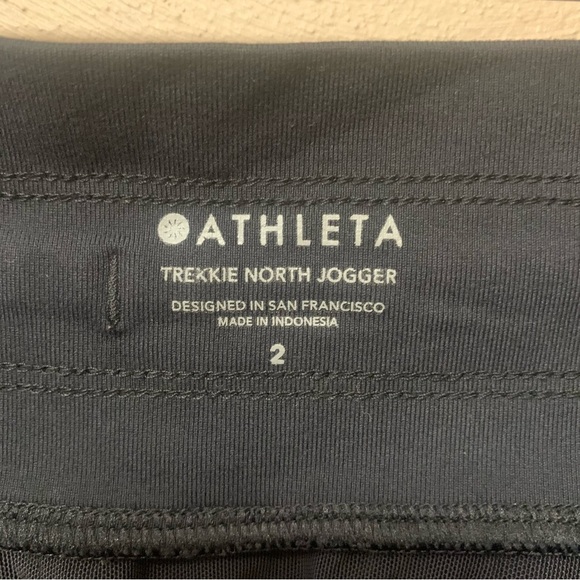 ATHLETA
TREKKIE NORTH JOGGER
DESIGNED IN SAN FRANCISCO
MADE IN INDONESIA
2